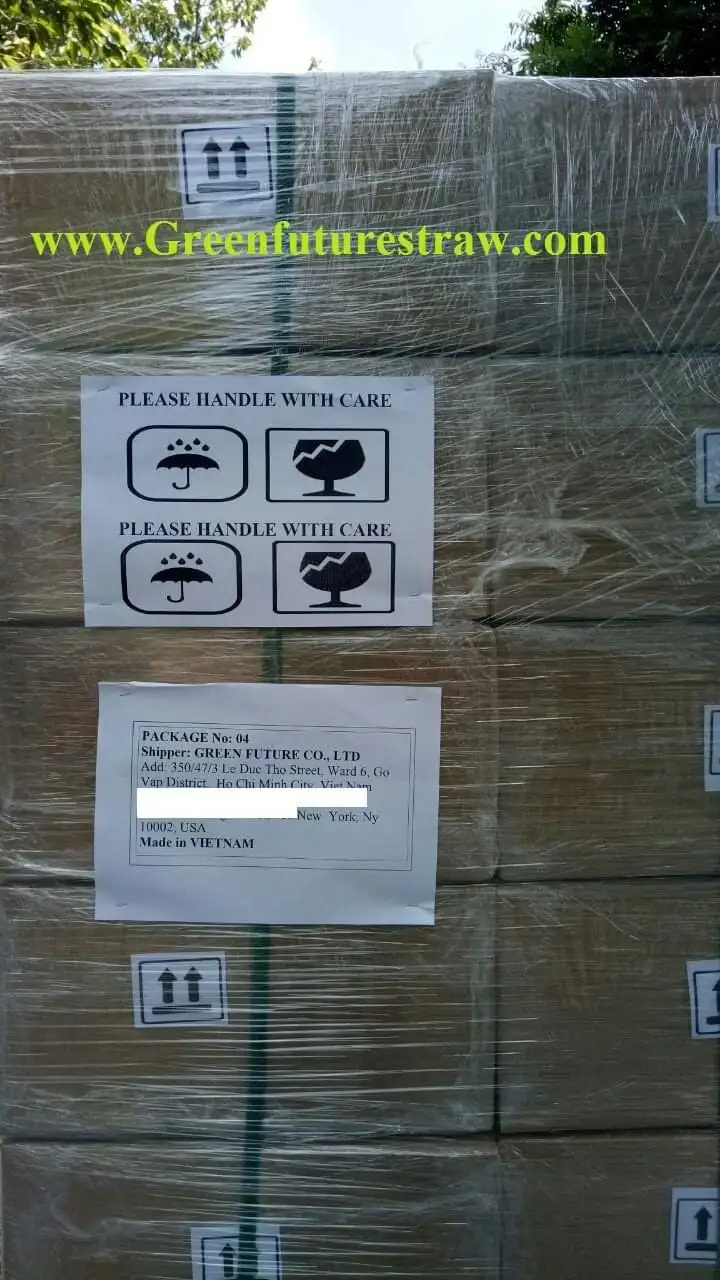 www.Greenfuturestraw.com
PLEASE HANDLE WITH CARE
PLEASE HANDLE WITH CARE
PACKAGE No: 04
Shipper: GREEN FUTURE CO., LTD
Add: 350/47/3 Le Duc Tho Street, Ward 6, Go
Vap District, Ho Chi Minh City, Viet Nam
New York, Ny
10002, USA
Made in VIETNAM